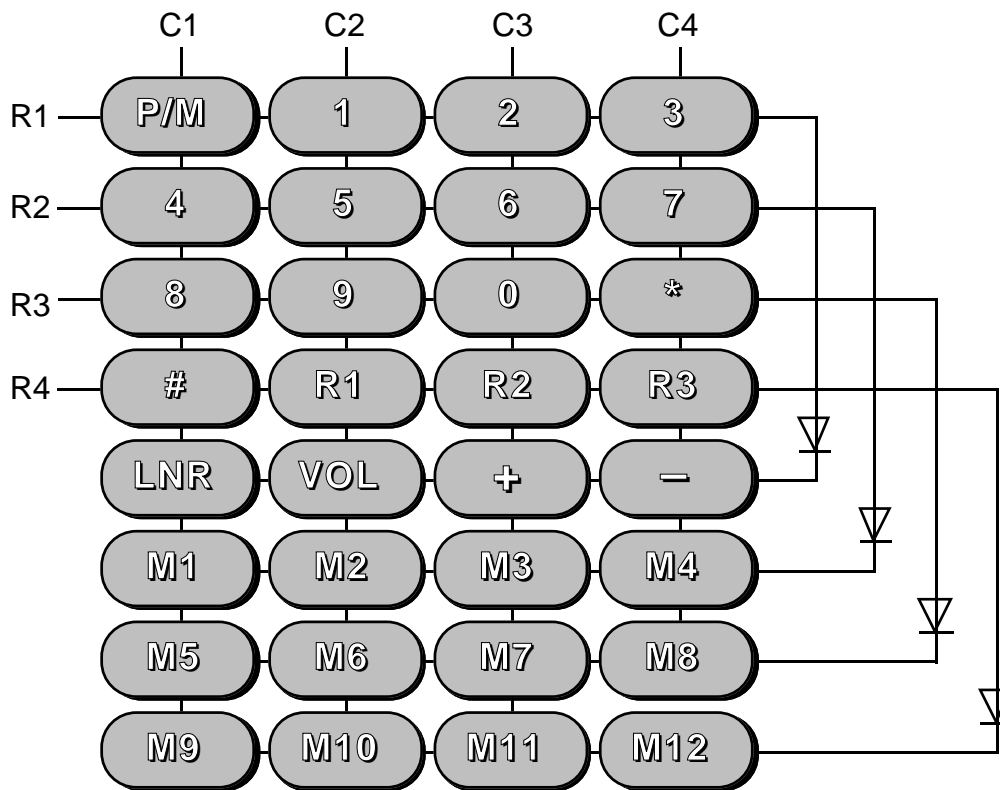 C1 C2 C3 C4
R1 P/M 1 2 3
R2 4 5 6 7
R3 8 9 0 *
R4 # R1 R2 R3
LNR VOL + −
M1 M2 M3 M4
M5 M6 M7 M8
M9 M10 M11 M12